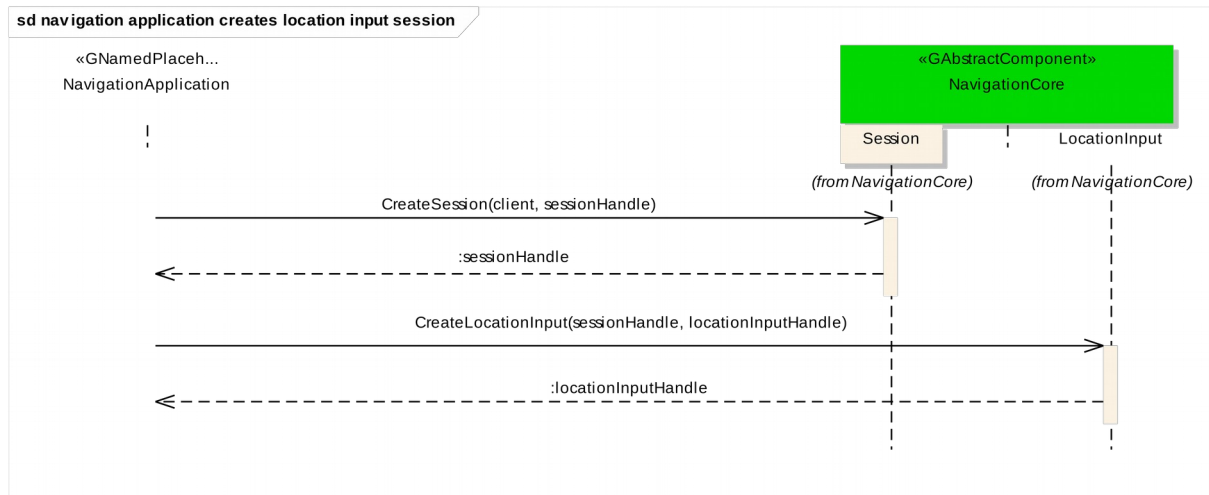 sd navigation application creates location input session
«GNamedPlaceh...
NavigationApplication
«GAbstractComponent»
NavigationCore
Session
LocationInput
(from NavigationCore)
(from NavigationCore)
CreateSession(client, sessionHandle)
:sessionHandle
CreateLocationInput(sessionHandle, locationInputHandle)
:locationInputHandle